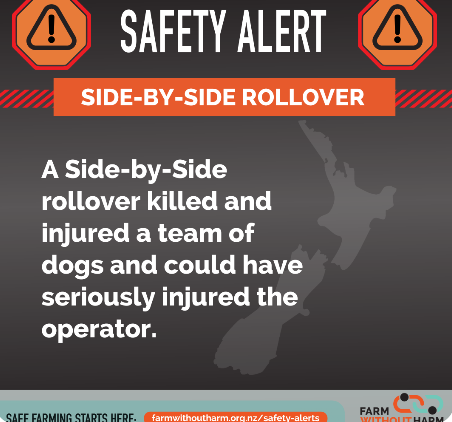 SAFETY ALERT
SIDE-BY-SIDE ROLLOVER
A Side-by-Side
rollover killed and
injured a team of
dogs and could have
seriously injured the
operator.
SAFE FARMING STARTS HERE: farmwithoutharm.org.nz/safety-alerts
FARM
WITHOUT HARM